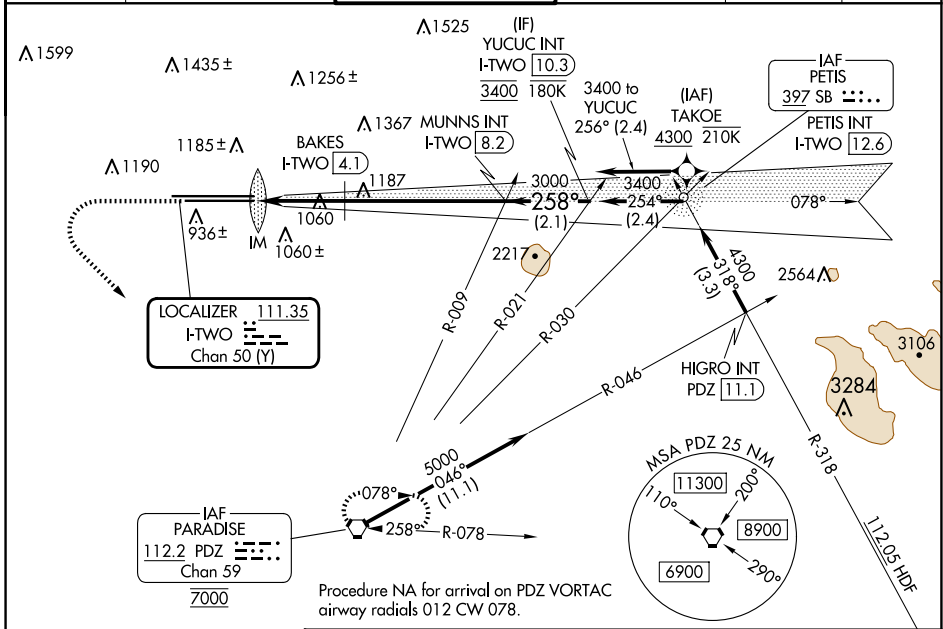 1525
1599
1435 ±
1256 ±
(IF)
YUCUC INT
I-TWO 10.3
3400 180K
3400 to
YUCUC
256° (2.4)
(IAF)
TAKOE
4300 210K
IAF
PETIS
397 SB
PETIS INT
I-TWO 12.6
1185 ±
1367
MUNNS INT
I-TWO 8.2
BAKES
I-TWO 4.1
1190
1187
3000
3400
258°
(2.1)
254°
(2.4)
078°
1060
936 ±
IM
1060 ±
2217
4300
318°
(3.3)
2564
LOCALIZER 111.35
I-TWO
Chan 50 (Y)
R-009
R-021
R-030
R-046
HIGRO INT
PDZ 11.1
3106
3284
R-318
5000
046°
(11.1)
MSA PDZ 25 NM
11300
110°
200°
8900
6900
290°
112.05 HDF
078°
258°
R-078
IAF
PARADISE
112.2 PDZ
Chan 59
7000
Procedure NA for arrival on PDZ VORTAC
airway radials 012 CW 078.